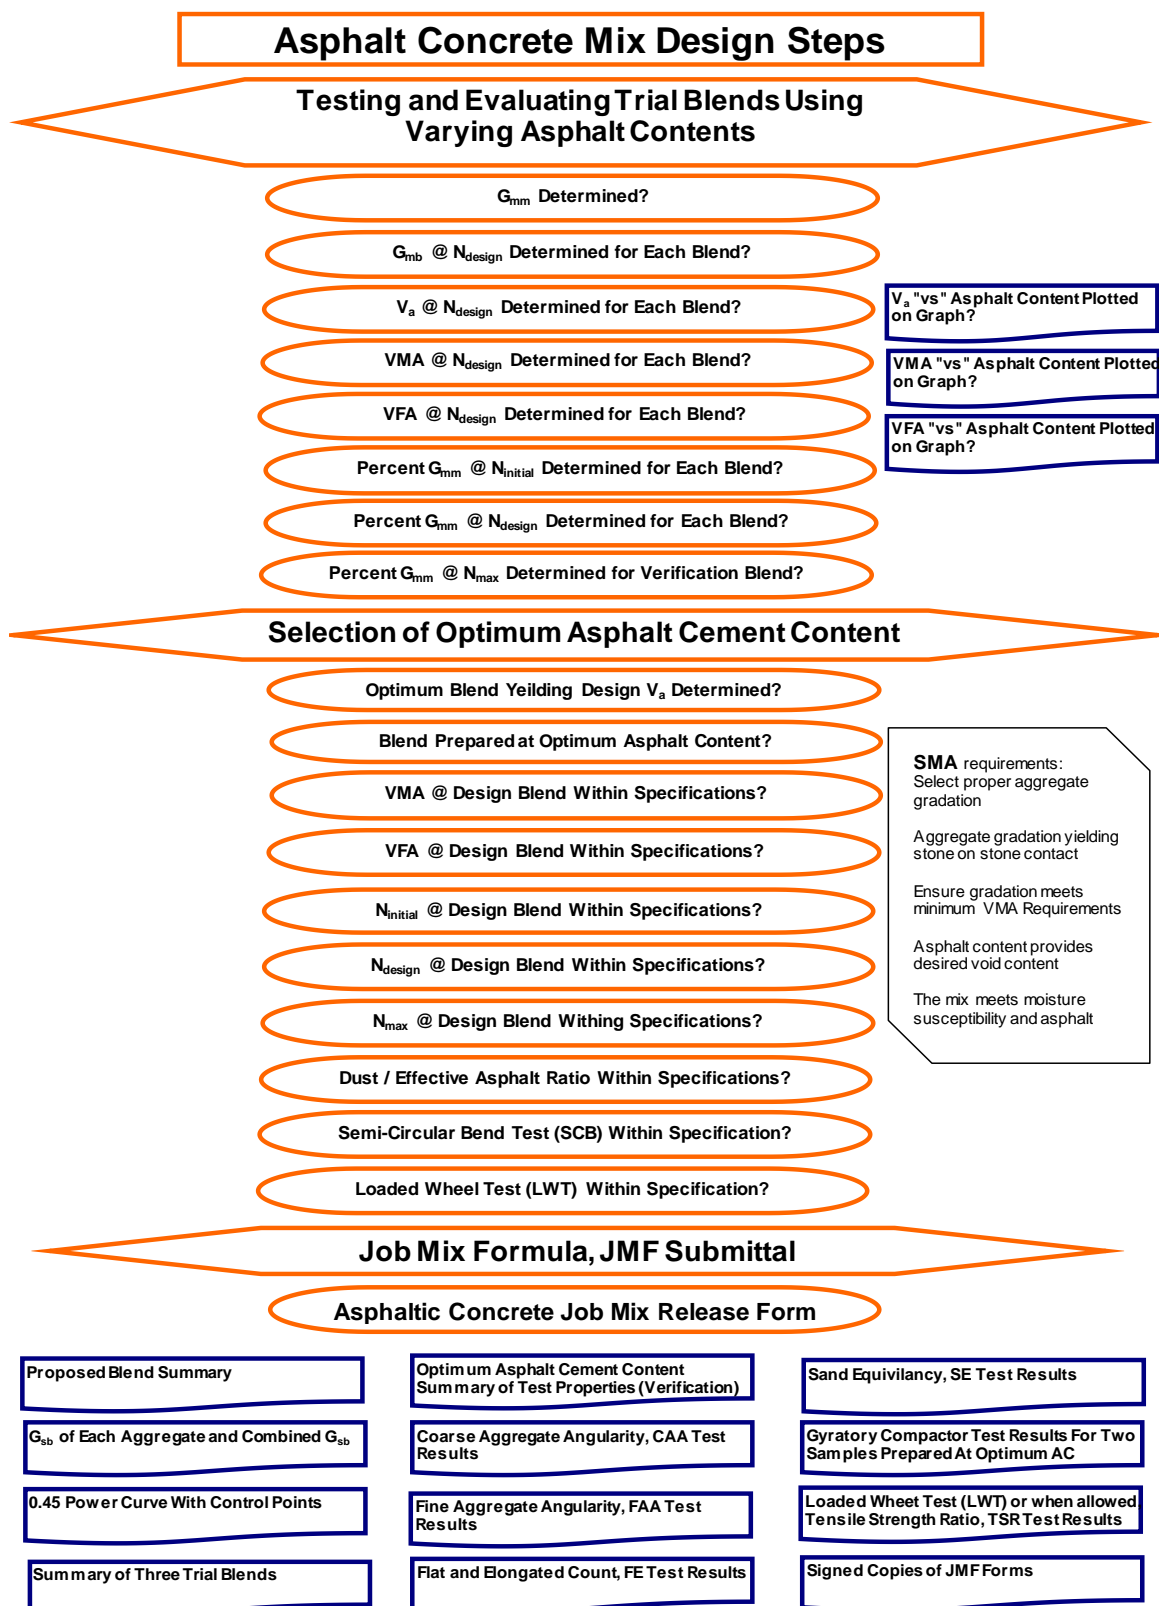 Asphalt Concrete Mix Design Steps
Testing and Evaluating Trial Blends Using
Varying Asphalt Contents
Gmm Determined?
Gmb @ Ndesign Determined for Each Blend?
Va @ Ndesign Determined for Each Blend?
Va "vs" Asphalt Content Plotted
on Graph?
VMA @ Ndesign Determined for Each Blend?
VMA "vs" Asphalt Content Plotted
on Graph?
VFA @ Ndesign Determined for Each Blend?
VFA "vs" Asphalt Content Plotted
on Graph?
Percent Gmm @ Ninitial Determined for Each Blend?
Percent Gmm @ Ndesign Determined for Each Blend?
Percent Gmm @ Nmax Determined for Verification Blend?
Selection of Optimum Asphalt Cement Content
Optimum Blend Yeilding Design Va Determined?
Blend Prepared at Optimum Asphalt Content?
VMA @ Design Blend Within Specifications?
VFA @ Design Blend Within Specifications?
Ninitial @ Design Blend Within Specifications?
Ndesign @ Design Blend Within Specifications?
Nmax @ Design Blend Withing Specifications?
Dust / Effective Asphalt Ratio Within Specifications?
Semi-Circular Bend Test (SCB) Within Specification?
Loaded Wheel Test (LWT) Within Specification?
SMA requirements:
Select proper aggregate
gradation
Aggregate gradation yielding
stone on stone contact
Ensure gradation meets
minimum VMA Requirements
Asphalt content provides
desired void content
The mix meets moisture
susceptibility and asphalt
Job Mix Formula, JMF Submittal
Asphaltic Concrete Job Mix Release Form
Proposed Blend Summary
Optimum Asphalt Cement Content
Summary of Test Properties (Verification)
Sand Equivilancy, SE Test Results
Gsb of Each Aggregate and Combined Gsb
Coarse Aggregate Angularity, CAA Test
Results
Gyratory Compactor Test Results For Two
Samples Prepared At Optimum AC
0.45 Power Curve With Control Points
Fine Aggregate Angularity, FAA Test
Results
Loaded Wheet Test (LWT) or when allowed,
Tensile Strength Ratio, TSR Test Results
Summary of Three Trial Blends
Flat and Elongated Count, FE Test Results
Signed Copies of JMF Forms